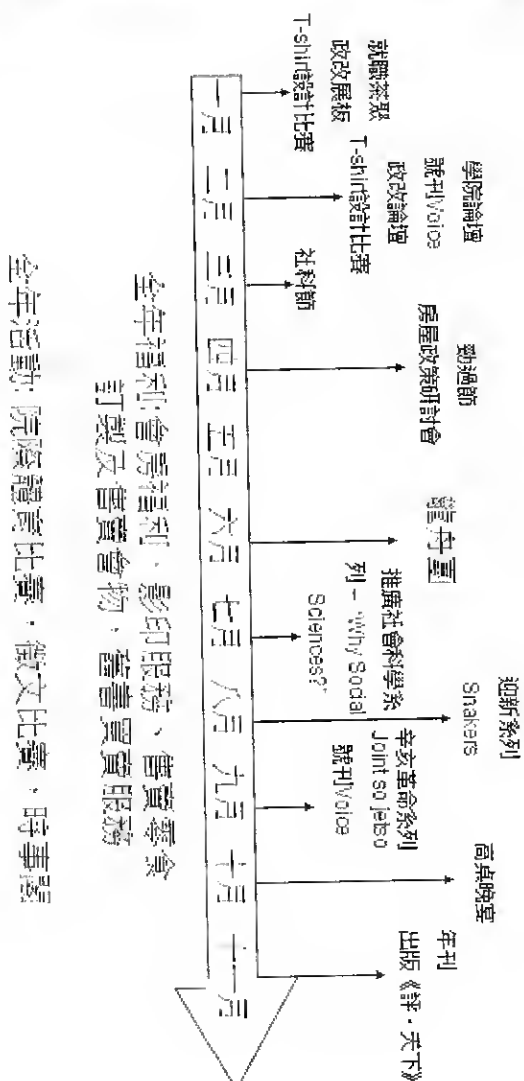 就職茶聚
政改展板
T-shirt設計比賽
學院論壇
號刊Voice
政改論壇
T-shirt設計比賽
社科節
勁過節
房屋政策研討會
龍舟賽
推廣社會科學系
列 – "Why Social
Sciences?"
迎新系列
Shakers
辛亥革命系列
Joint so jetso
號刊Voice
高桌晚宴
年刊
出版《評‧天下》
一月 二月 三月 四月 五月 六月 七月 八月 九月 十月 十一月
全年福利:會房福利、影印服務、售賣零食
訂製及售賣會物、舊書買賣服務
全年活動:院際體育比賽、徵文比賽、時事閣